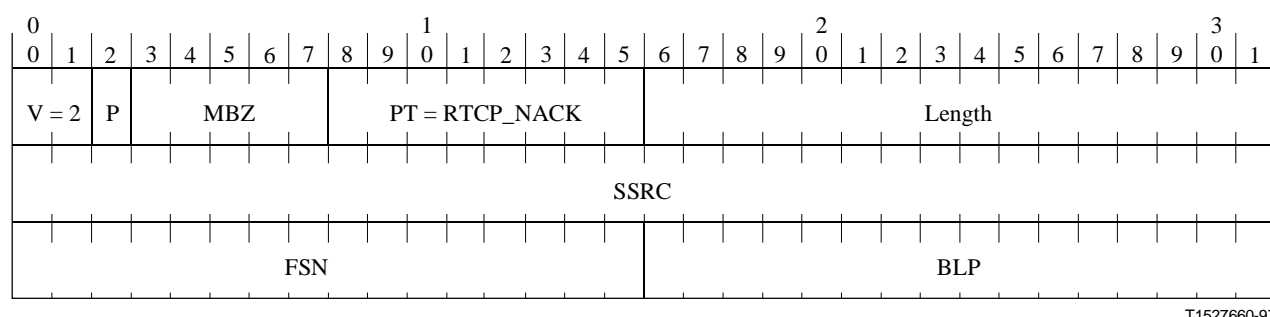 0 1 2 3
0 1 2 3 4 5 6 7 8 9 0 1 2 3 4 5 6 7 8 9 0 1 2 3 4 5 6 7 8 9 0 1
V = 2 P MBZ PT = RTCP_NACK Length
SSRC
FSN BLP
T1527660-97